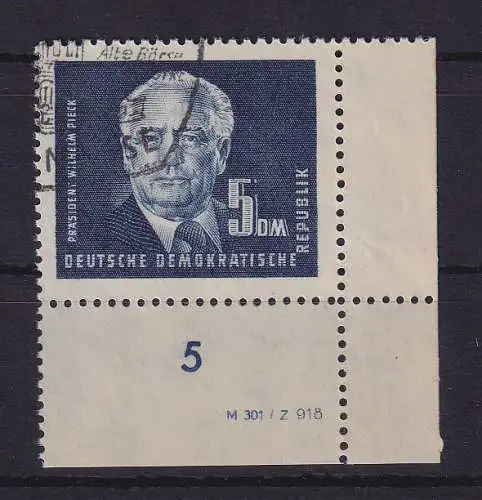 Alte Börse
PRÄSIDENT WILHELM PIECK
5 DM
DEUTSCHE DEMOKRATISCHE
REPUBLIK
5
M 301 / Z 918